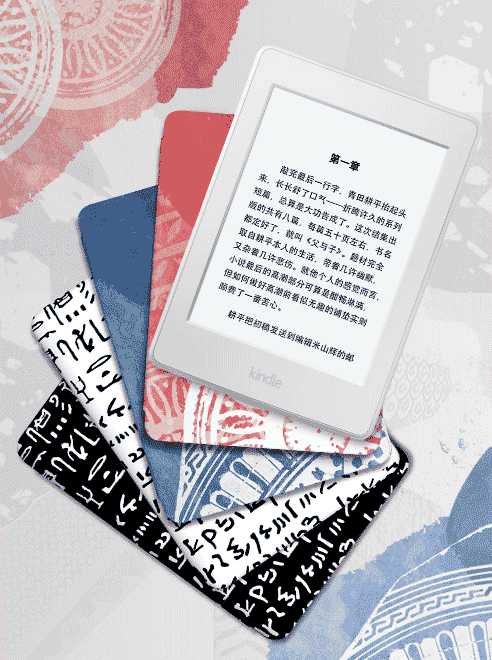 第一章
敲完最后一行字，青田耕平抬起头
来，长长舒了口气——折腾许久的系列
短篇，总算是大功告成了。这次结集出
版的共有八篇，每篇五十页左右，书名
都定好了，就叫《父与子》。题材完全
取自耕平本人的生活，带着几许幽默，
又杂着几许悲伤。就他个人的感觉而言，
小说最后的高潮部分可算是酣畅淋漓，
但如何做好高潮前看似无趣的铺垫实则
颇费了一番苦心。
耕平把初稿发送到编辑米山辉的邮
kindle